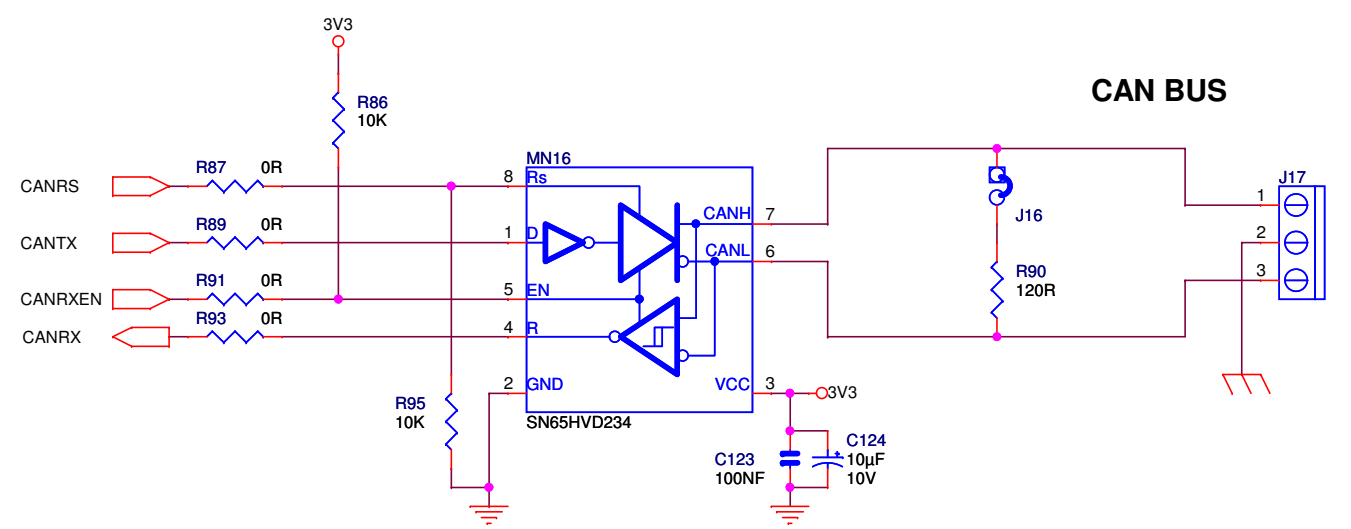 3V3
CAN BUS
R86
10K
MN16
R87 0R
J17
CANRS
8
Rs
1
CANH
7
J16
R89 0R
CANTX
1
D
2
CANL
6
R90
120R
3
R91 0R
CANRXEN
5
EN
R93 0R
CANRX
4
R
2
GND
VCC
3
3V3
R95
10K
SN65HVD234
C123
100NF
C124
10µF
10V
+